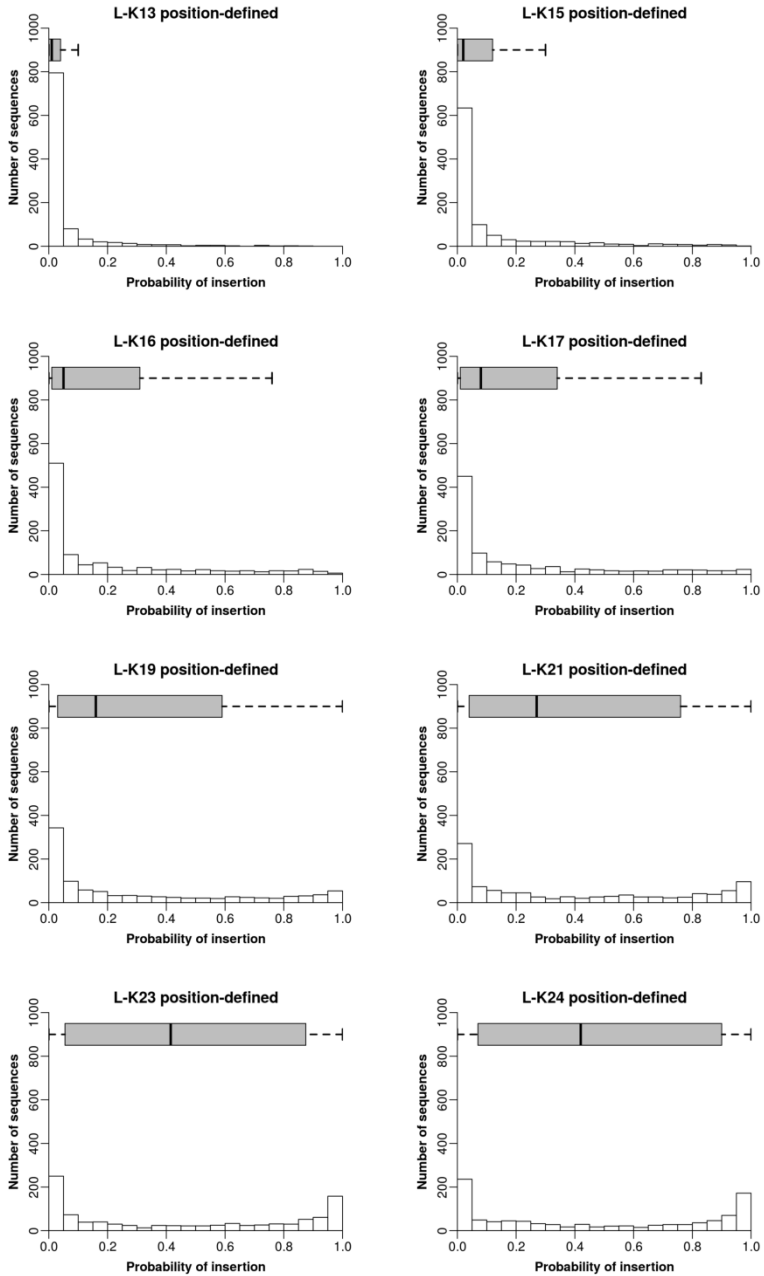 L-K13 position-defined
Number of sequences
0 200 400 600 800 1000
0.0 0.2 0.4 0.6 0.8 1.0
Probability of insertion
L-K15 position-defined
Number of sequences
0 200 400 600 800 1000
0.0 0.2 0.4 0.6 0.8 1.0
Probability of insertion
L-K16 position-defined
Number of sequences
0 200 400 600 800 1000
0.0 0.2 0.4 0.6 0.8 1.0
Probability of insertion
L-K17 position-defined
Number of sequences
0 200 400 600 800 1000
0.0 0.2 0.4 0.6 0.8 1.0
Probability of insertion
L-K19 position-defined
Number of sequences
0 200 400 600 800 1000
0.0 0.2 0.4 0.6 0.8 1.0
Probability of insertion
L-K21 position-defined
Number of sequences
0 200 400 600 800 1000
0.0 0.2 0.4 0.6 0.8 1.0
Probability of insertion
L-K23 position-defined
Number of sequences
0 200 400 600 800 1000
0.0 0.2 0.4 0.6 0.8 1.0
Probability of insertion
L-K24 position-defined
Number of sequences
0 200 400 600 800 1000
0.0 0.2 0.4 0.6 0.8 1.0
Probability of insertion